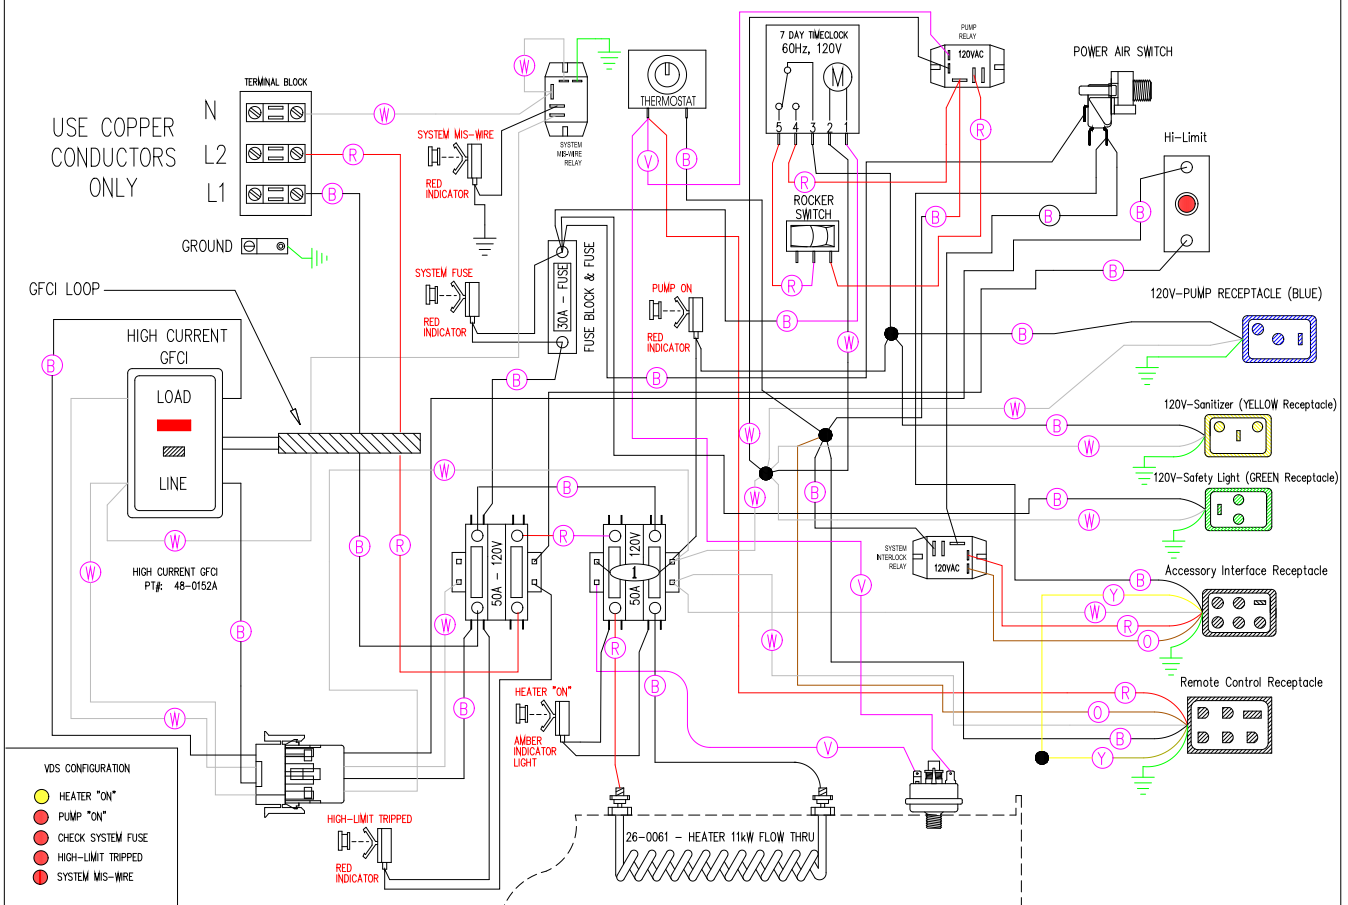 USE COPPER
CONDUCTORS
ONLY
TERMINAL BLOCK
N
L2
L1
W
R
B
GROUND
GFCI LOOP
HIGH CURRENT
GFCI
LOAD
LINE
B
W
W
W
B
B
R
HIGH CURRENT GFCI
PT#: 48-0152A
VDS CONFIGURATION
HEATER "ON"
PUMP "ON"
CHECK SYSTEM FUSE
HIGH-LIMIT TRIPPED
SYSTEM MIS-WIRE
W
SYSTEM
MIS-WIRE
RELAY
SYSTEM MIS-WIRE
RED
INDICATOR
SYSTEM FUSE
RED
INDICATOR
30A - FUSE
FUSE BLOCK & FUSE
B
THERMOSTAT
V
B
PUMP ON
RED
INDICATOR
7 DAY TIMECLOCK
60Hz, 120V
M
5
4
3
2
1
R
ROCKER
SWITCH
R
B
W
B
PUMP
RELAY
120VAC
R
B
B
POWER AIR SWITCH
Hi-Limit
B
B
120V-PUMP RECEPTACLE (BLUE)
B
W
120V-Sanitizer (YELLOW Receptacle)
B
W
120V-Safety Light (GREEN Receptacle)
B
W
W
W
B
SYSTEM
INTERLOCK
RELAY
120VAC
Accessory Interface Receptacle
B
Y
W
R
O
Remote Control Receptacle
R
O
B
Y
W
B
R
50A - 120V
50A - 120V
1
W
W
R
B
B
V
V
HEATER "ON"
AMBER
INDICATOR
LIGHT
HIGH-LIMIT TRIPPED
RED
INDICATOR
26-0061 - HEATER 11kW FLOW THRU